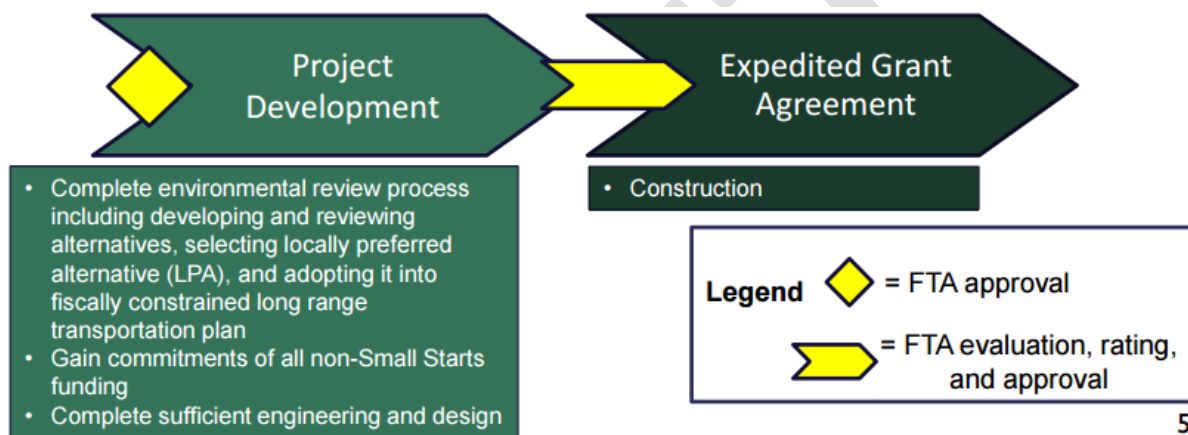 Project
Development
Expedited Grant
Agreement
• Complete environmental review process
including developing and reviewing
alternatives, selecting locally preferred
alternative (LPA), and adopting it into
fiscally constrained long range
transportation plan
• Gain commitments of all non-Small Starts
funding
• Complete sufficient engineering and design
• Construction
Legend
= FTA approval
= FTA evaluation, rating,
and approval
5